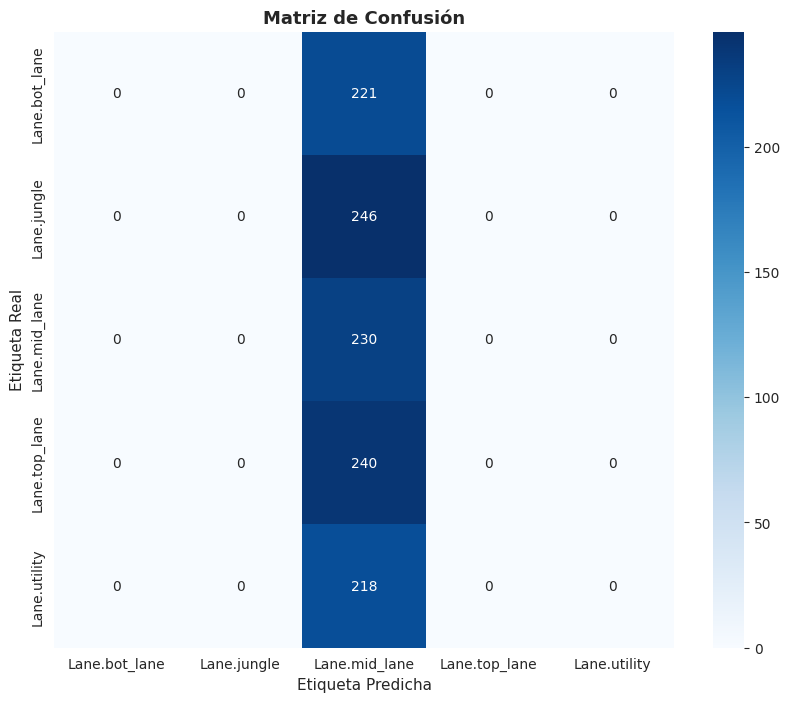 Matriz de Confusión
Etiqueta Real
Lane.bot_lane
0 0 221 0 0
Lane.jungle
0 0 246 0 0
Lane.mid_lane
0 0 230 0 0
Lane.top_lane
0 0 240 0 0
Lane.utility
0 0 218 0 0
Lane.bot_lane Lane.jungle Lane.mid_lane Lane.top_lane Lane.utility
Etiqueta Predicha
200
150
100
50
0